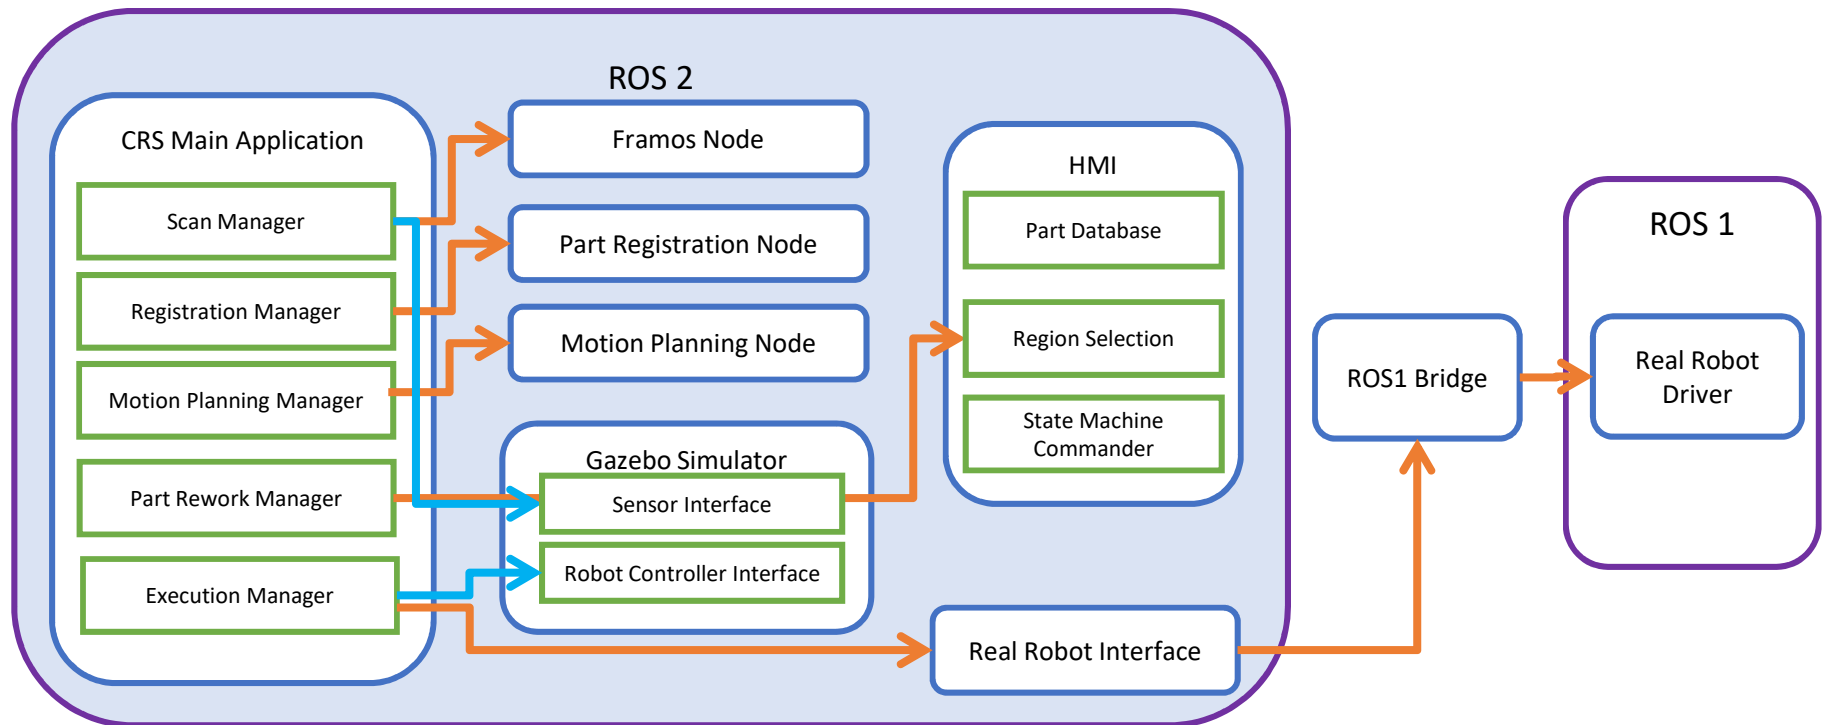 ROS 2
CRS Main Application
Scan Manager
Registration Manager
Motion Planning Manager
Part Rework Manager
Execution Manager
Framos Node
Part Registration Node
Motion Planning Node
Gazebo Simulator
Sensor Interface
Robot Controller Interface
HMI
Part Database
Region Selection
State Machine
Commander
Real Robot Interface
ROS1 Bridge
ROS 1
Real Robot
Driver